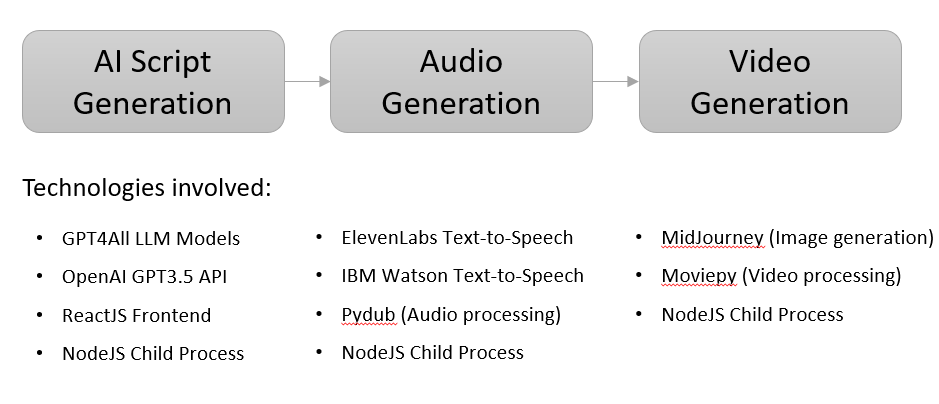 AI Script
Generation
Audio
Generation
Video
Generation
Technologies involved:
• GPT4All LLM Models
• OpenAI GPT3.5 API
• ReactJS Frontend
• NodeJS Child Process
• ElevenLabs Text-to-Speech
• IBM Watson Text-to-Speech
• Pydub (Audio processing)
• NodeJS Child Process
• MidJourney (Image generation)
• Moviepy (Video processing)
• NodeJS Child Process